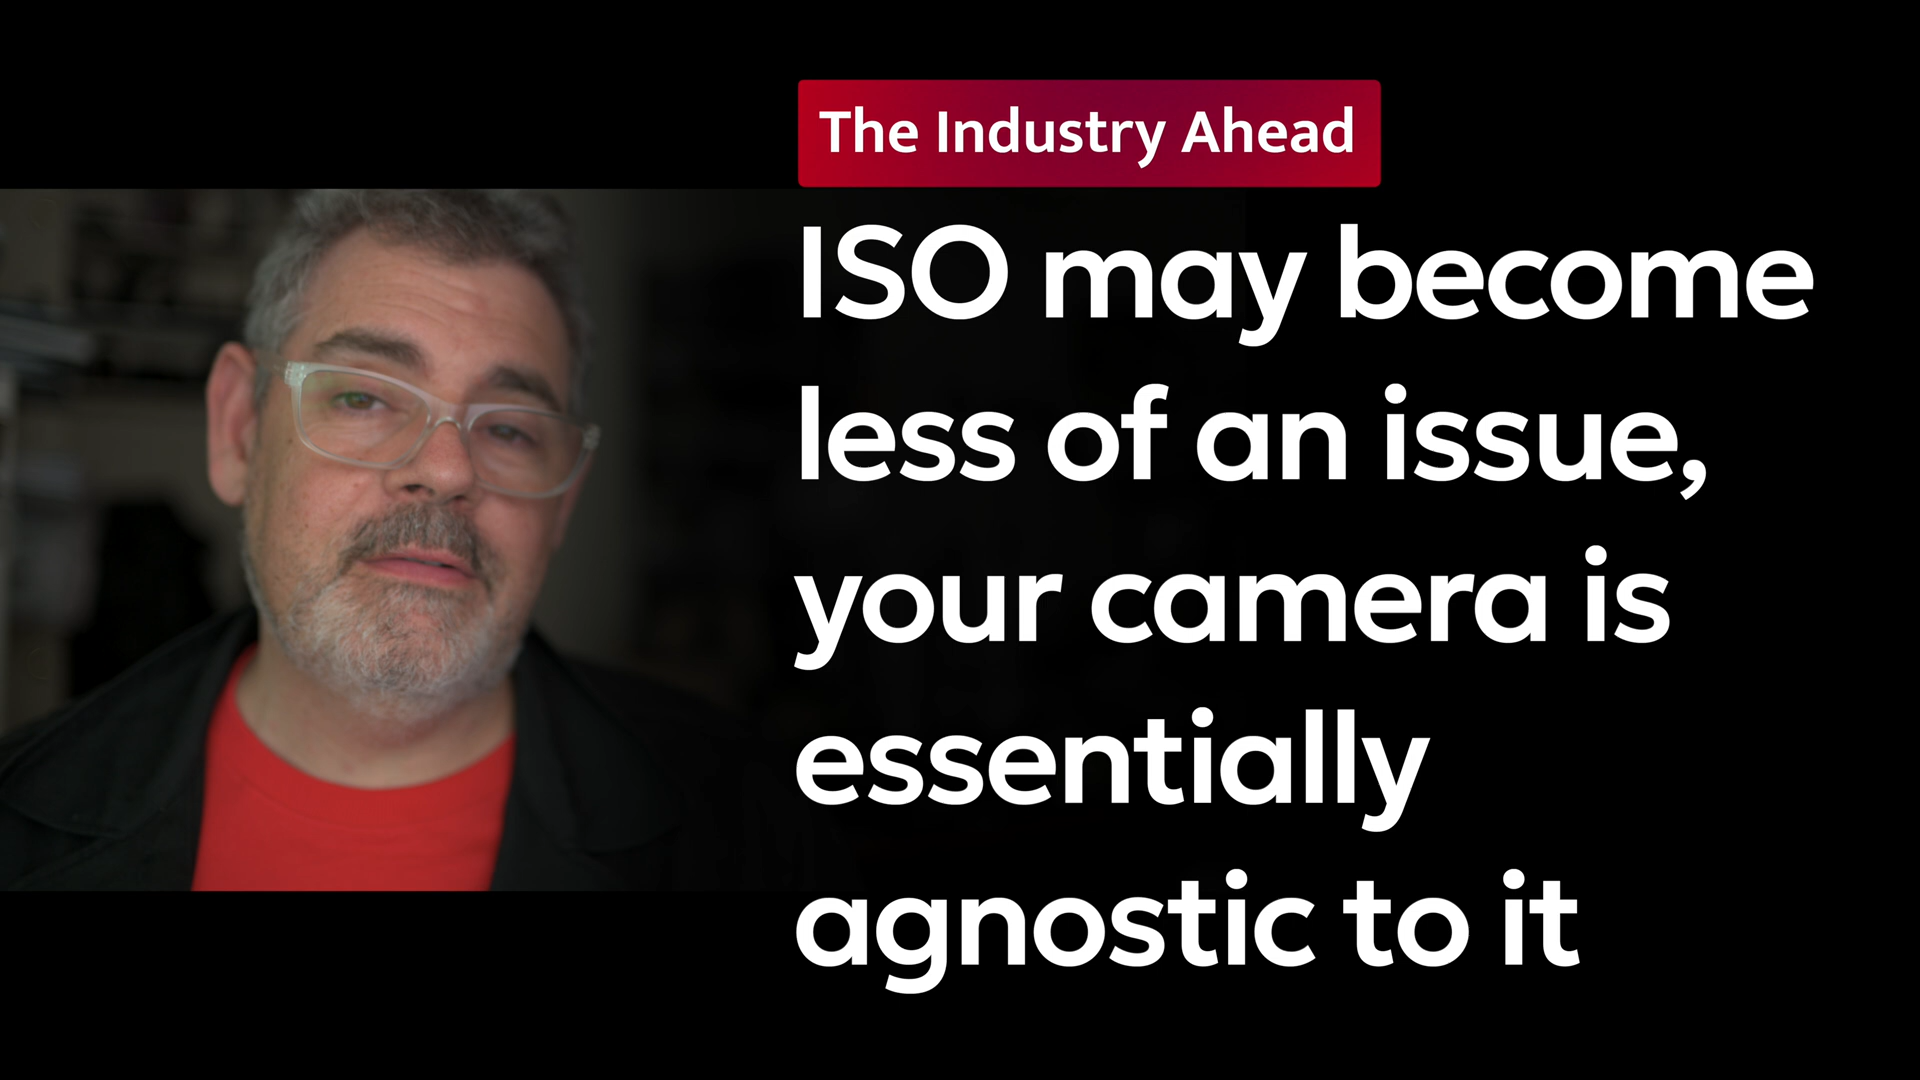 The Industry Ahead
ISO may become
less of an issue,
your camera is
essentially
agnostic to it